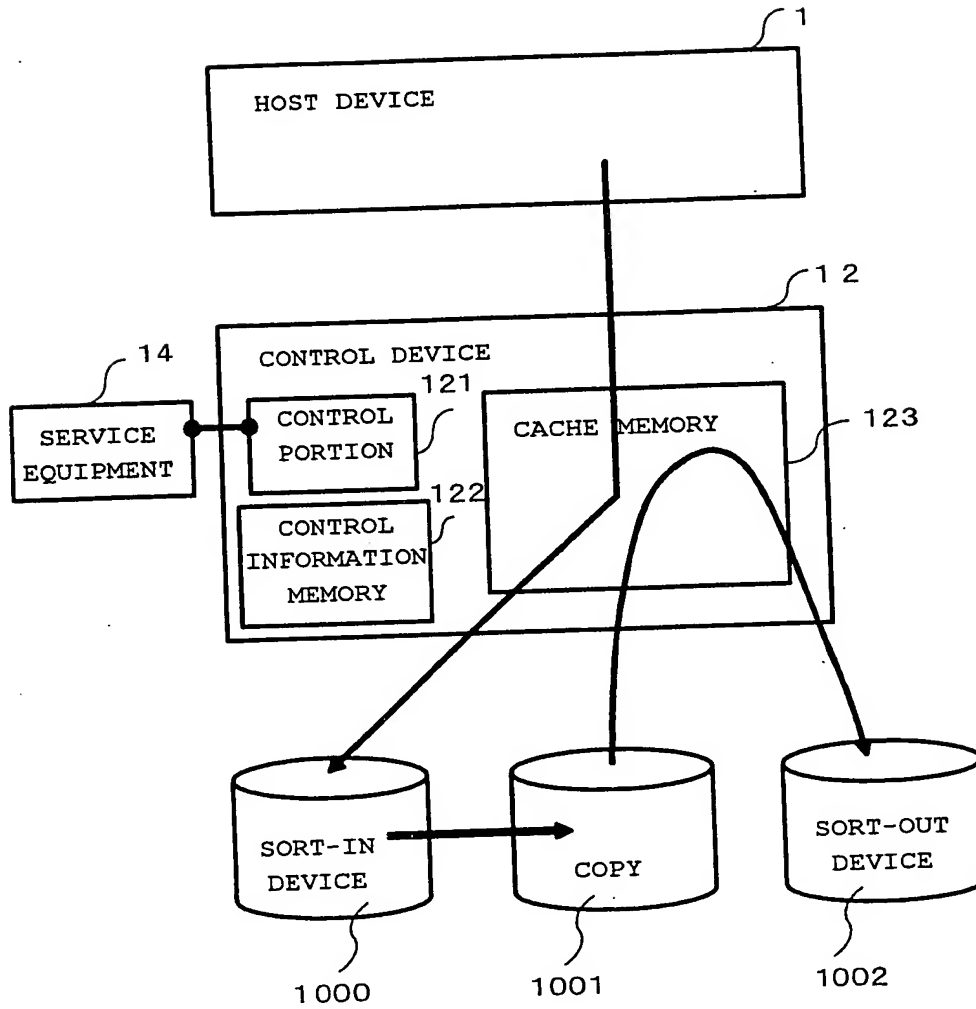 1
HOST DEVICE
12
CONTROL DEVICE
14
121
SERVICE
EQUIPMENT
CONTROL
PORTION
CACHE MEMORY
123
122
CONTROL
INFORMATION
MEMORY
SORT-IN
DEVICE
COPY
SORT-OUT
DEVICE
1000
1001
1002